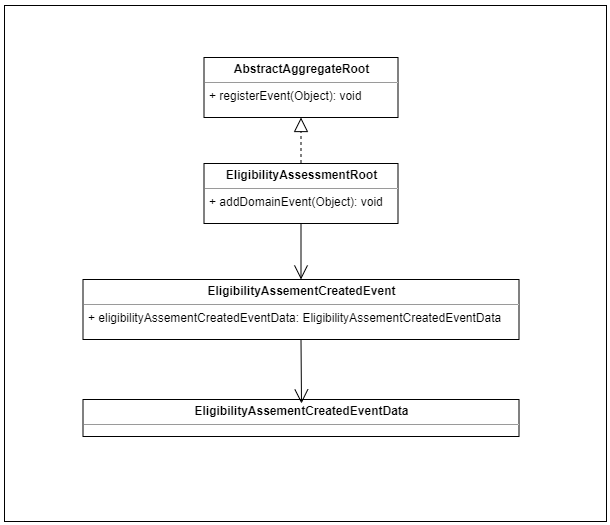 AbstractAggregateRoot
+ registerEvent(Object): void
EligibilityAssessmentRoot
+ addDomainEvent(Object): void
EligibilityAssementCreatedEvent
+ eligibilityAssementCreatedEventData: EligibilityAssementCreatedEventData
EligibilityAssementCreatedEventData